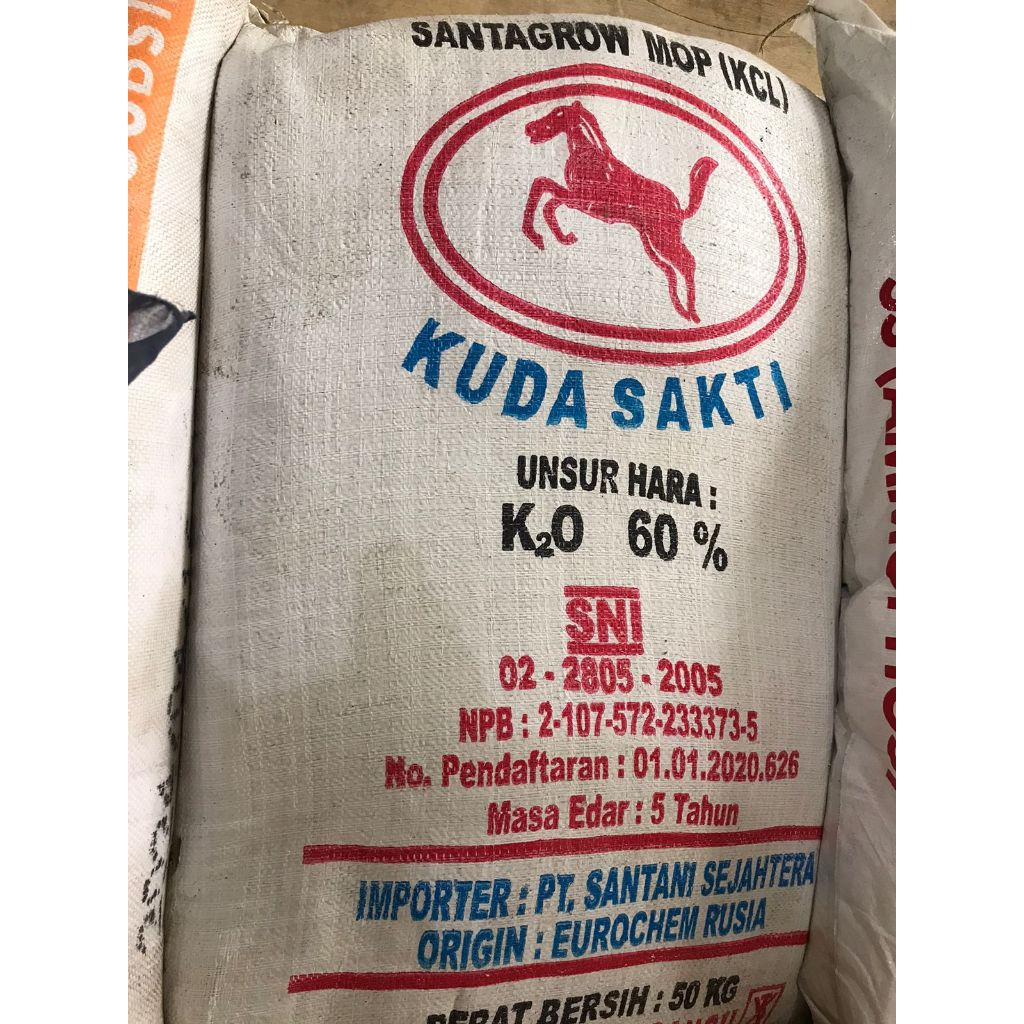 SANTAGROW MOP (KCL)
KUDA SAKTI
UNSUR HARA :
K₂O 60 %
SNI
02 - 2805 - 2005
NPB : 2-107-572-233373-5
No. Pendaftaran : 01.01.2020.626
Masa Edar : 5 Tahun
IMPORTER : PT. SANTANI SEJAHTERA
ORIGIN : EUROCHEM RUSIA
BERAT BERSIH : 50 KG